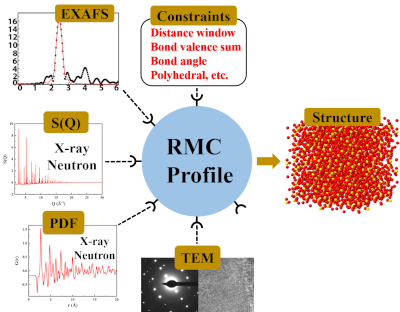 EXAFS
16
14
12
10
8
6
4
2
0
0 1 2 3 4 5 6
Constraints
Distance window
Bond valence sum
Bond angle
Polyhedral, etc.
S(Q)
X-ray
Neutron
S(Q)
Q (Å⁻¹)
RMC
Profile
Structure
PDF
X-ray
Neutron
G(r)
r (Å)
TEM